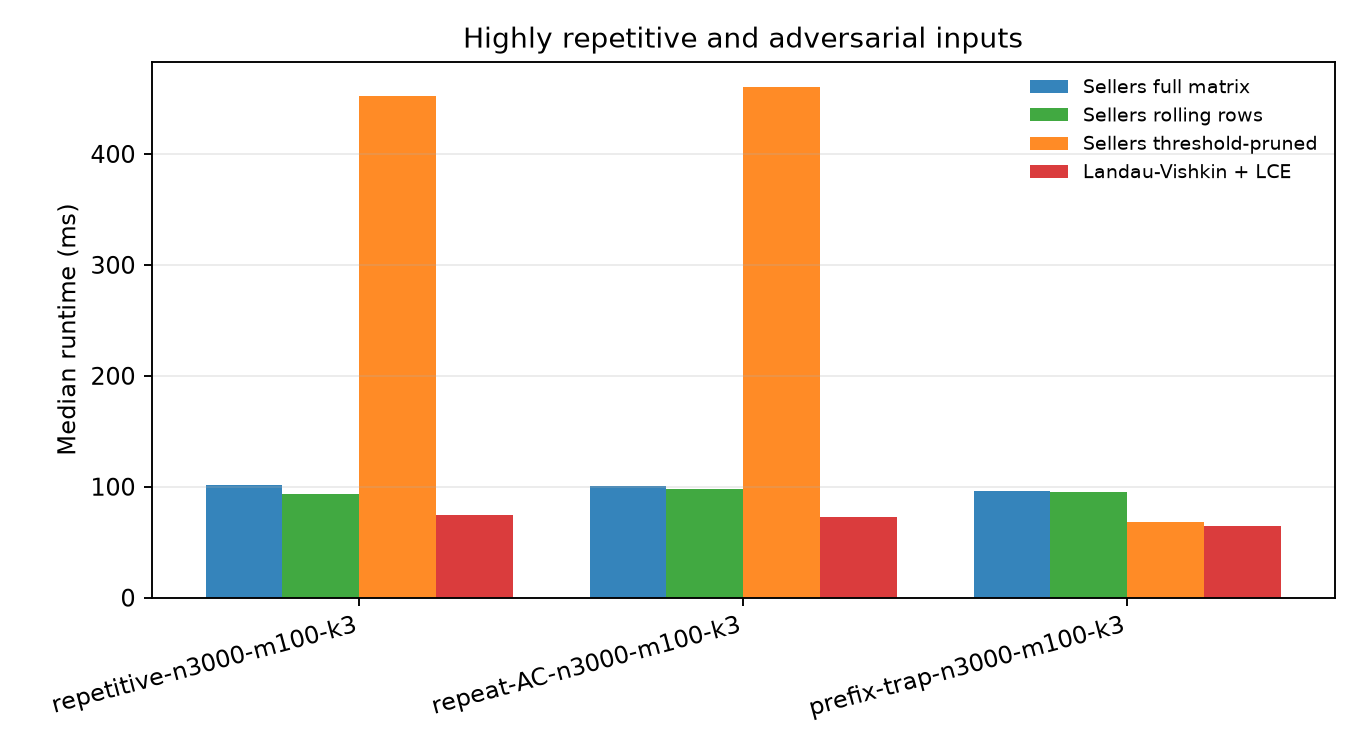 Highly repetitive and adversarial inputs
Sellers full matrix
Sellers rolling rows
Sellers threshold-pruned
Landau-Vishkin + LCE
Median runtime (ms)
400
300
200
100
0
repetitive-n3000-m100-k3
repeat-AC-n3000-m100-k3
prefix-trap-n3000-m100-k3